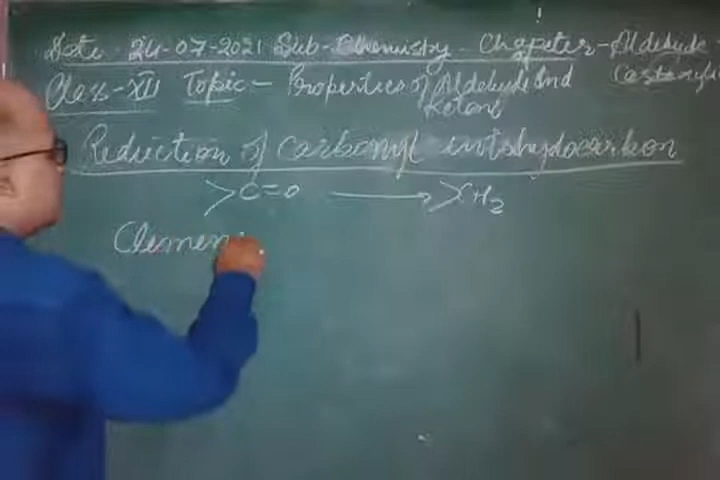 Date - 24-07-2021 Sub - Chemistry - Chapter - Aldehyde
Class - XII Topic - Properties of Aldehyde and
Ketone
Reduction of carbonyl into hydocarbon
>C=O ⟶ >CH₂
Clemen